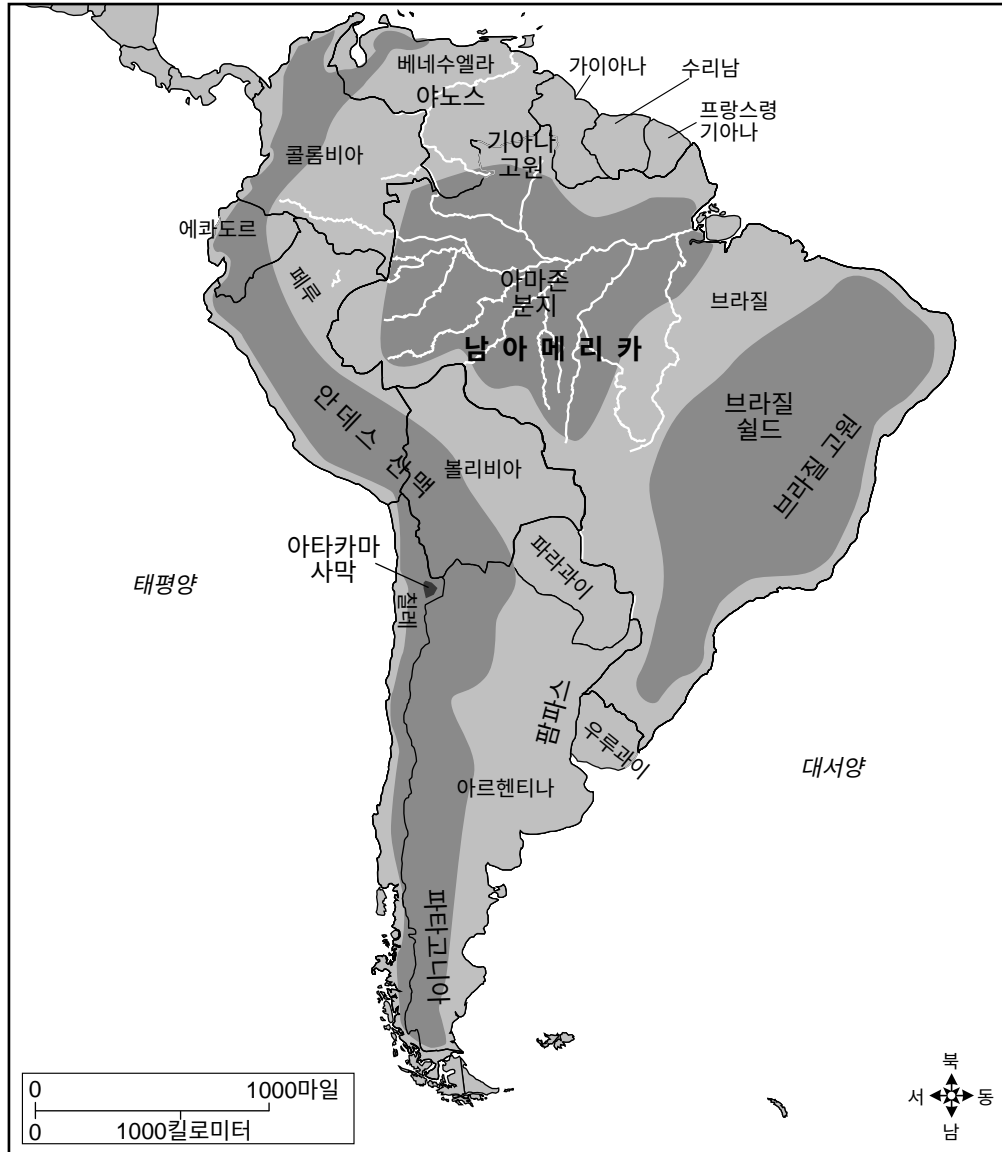 베네수엘라
야노스
가이아나
수리남
프랑스령
기아나
기아나
고원
콜롬비아
에콰도르
페루
아마존
분지
브라질
남 아 메 리 카
브라질
쉴드
브라질 고원
안데스 산맥
볼리비아
아타카마
사막
태평양
칠레
파라과이
팜파스
우루과이
아르헨티나
대서양
파타고니아
0 1000마일
0 1000킬로미터
북
서 동
남